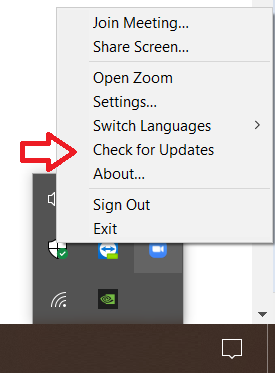 Join Meeting...
Share Screen...
Open Zoom
Settings...
Switch Languages
Check for Updates
About...
Sign Out
Exit